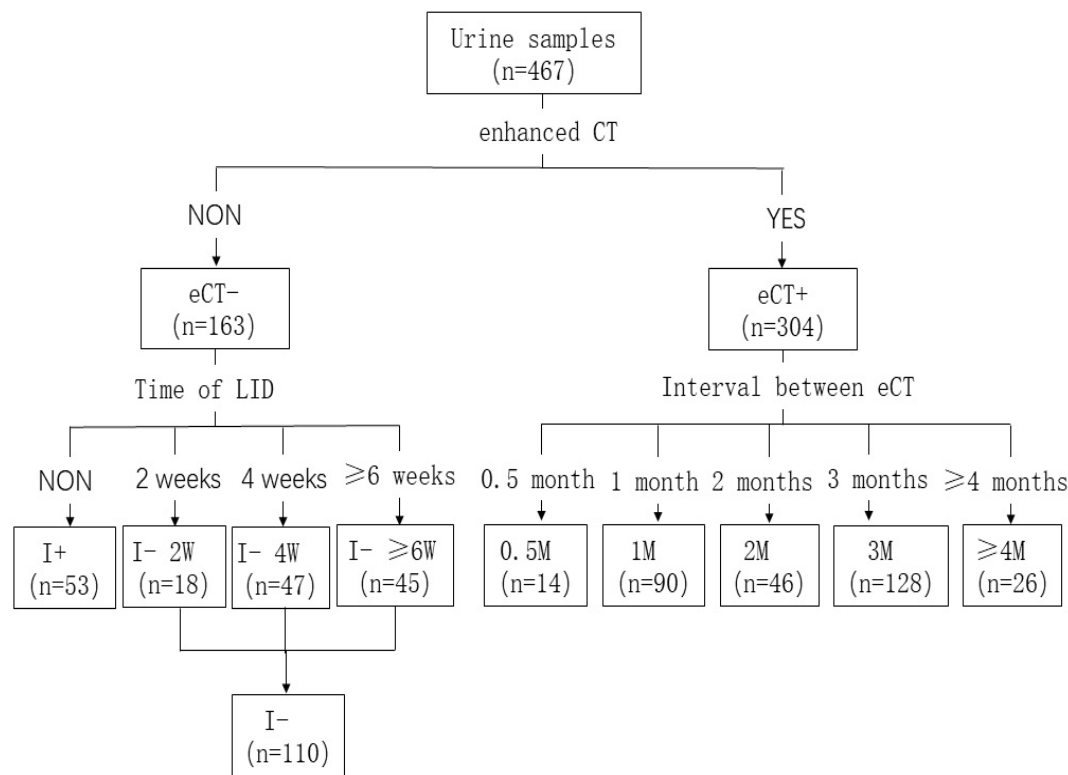 Urine samples
(n=467)
enhanced CT
NON
YES
eCT-
(n=163)
eCT+
(n=304)
Time of LID
Interval between eCT
NON
2 weeks
4 weeks
≥6 weeks
0.5 month
1 month
2 months
3 months
≥4 months
I+
(n=53)
I- 2W
(n=18)
I- 4W
(n=47)
I- ≥6W
(n=45)
0.5M
(n=14)
1M
(n=90)
2M
(n=46)
3M
(n=128)
≥4M
(n=26)
I-
(n=110)